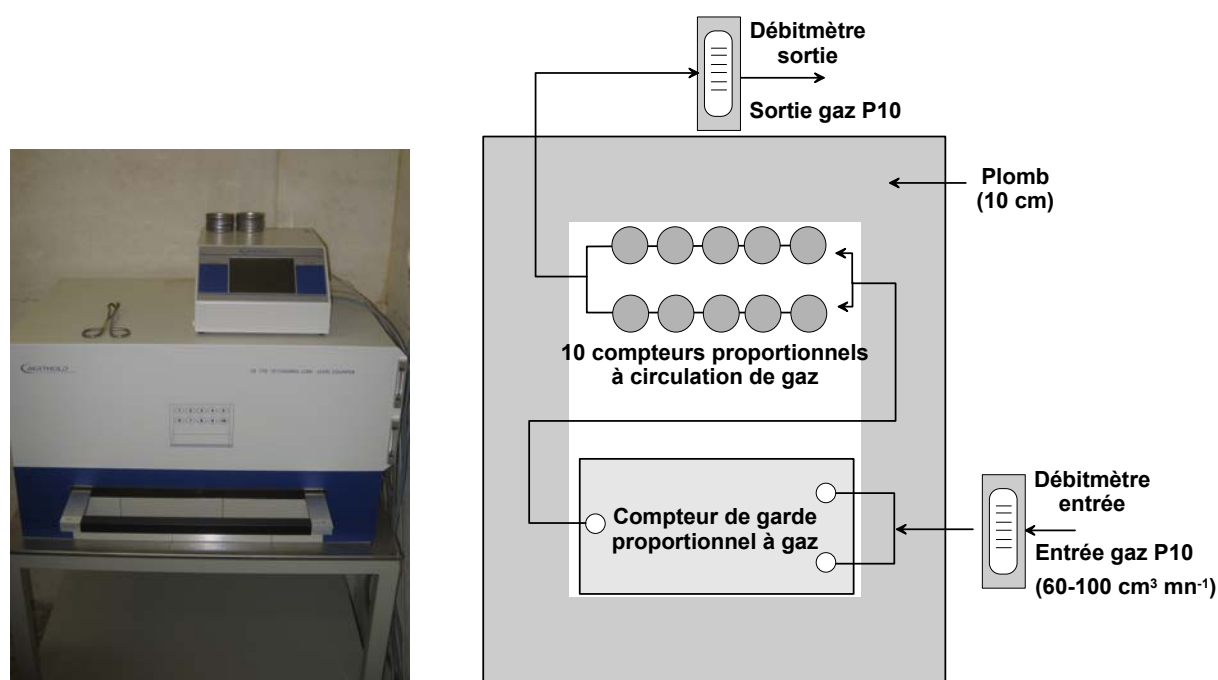 Débitmètre
sortie
Sortie gaz P10
Plomb
(10 cm)
10 compteurs proportionnels
à circulation de gaz
Compteur de garde
proportionnel à gaz
Débitmètre
entrée
Entrée gaz P10
(60-100 cm³ mn⁻¹)
BERTHOLD